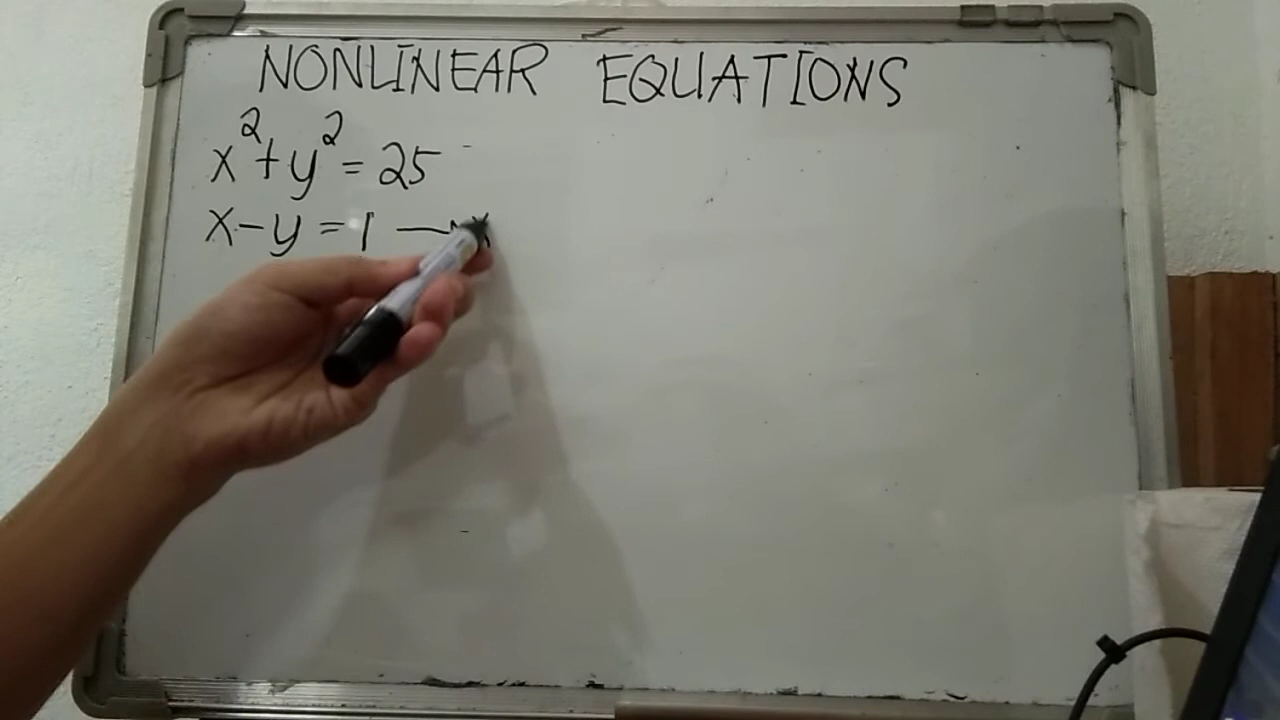 NONLINEAR EQUATIONS
x² + y² = 25
x - y = 1 — x